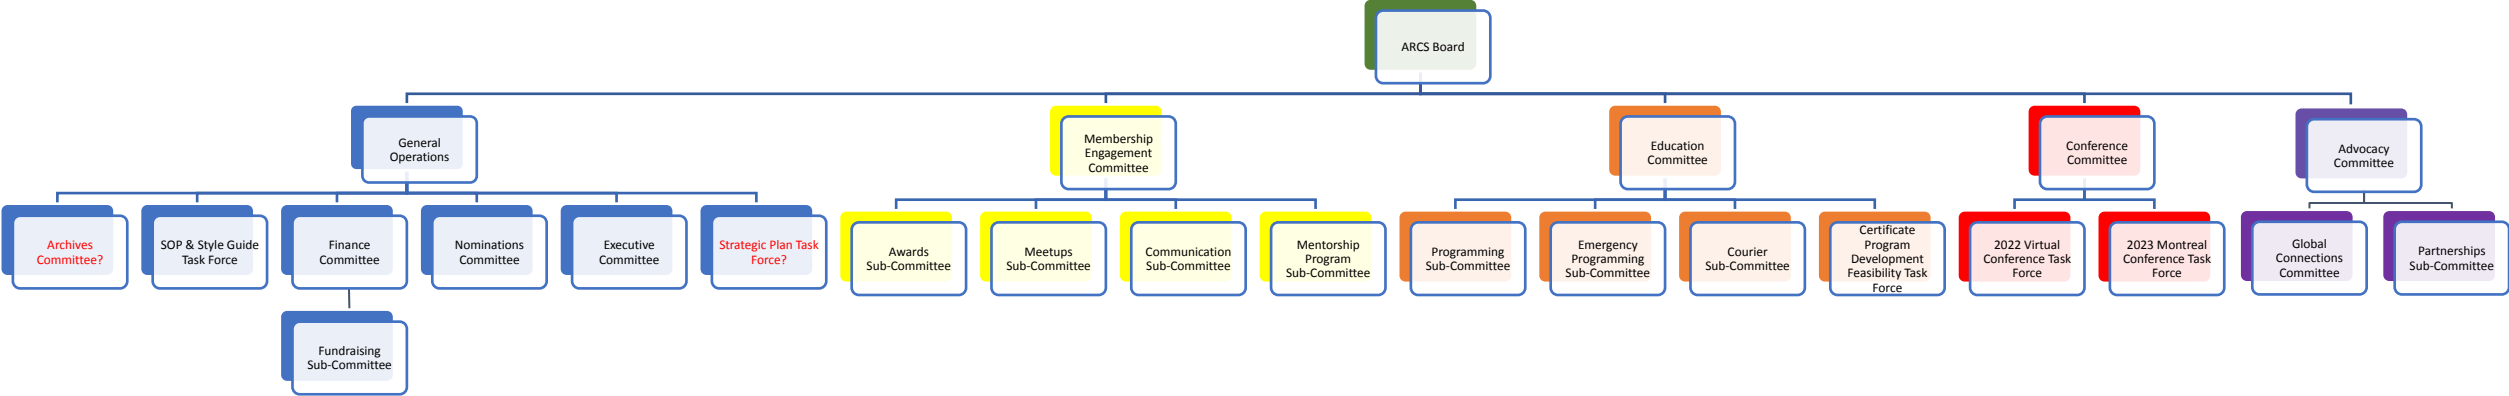 ARCS Board
General
Operations
Membership
Engagement
Committee
Education
Committee
Conference
Committee
Advocacy
Committee
Archives
Committee?
SOP & Style Guide
Task Force
Finance
Committee
Nominations
Committee
Executive
Committee
Strategic Plan Task
Force?
Awards
Sub-Committee
Meetups
Sub-Committee
Communication
Sub-Committee
Mentorship
Program
Sub-Committee
Programming
Sub-Committee
Emergency
Programming
Sub-Committee
Courier
Sub-Committee
Certificate
Program
Development
Feasibility Task
Force
2022 Virtual
Conference Task
Force
2023 Montreal
Conference Task
Force
Global
Connections
Committee
Partnerships
Sub-Committee
Fundraising
Sub-Committee